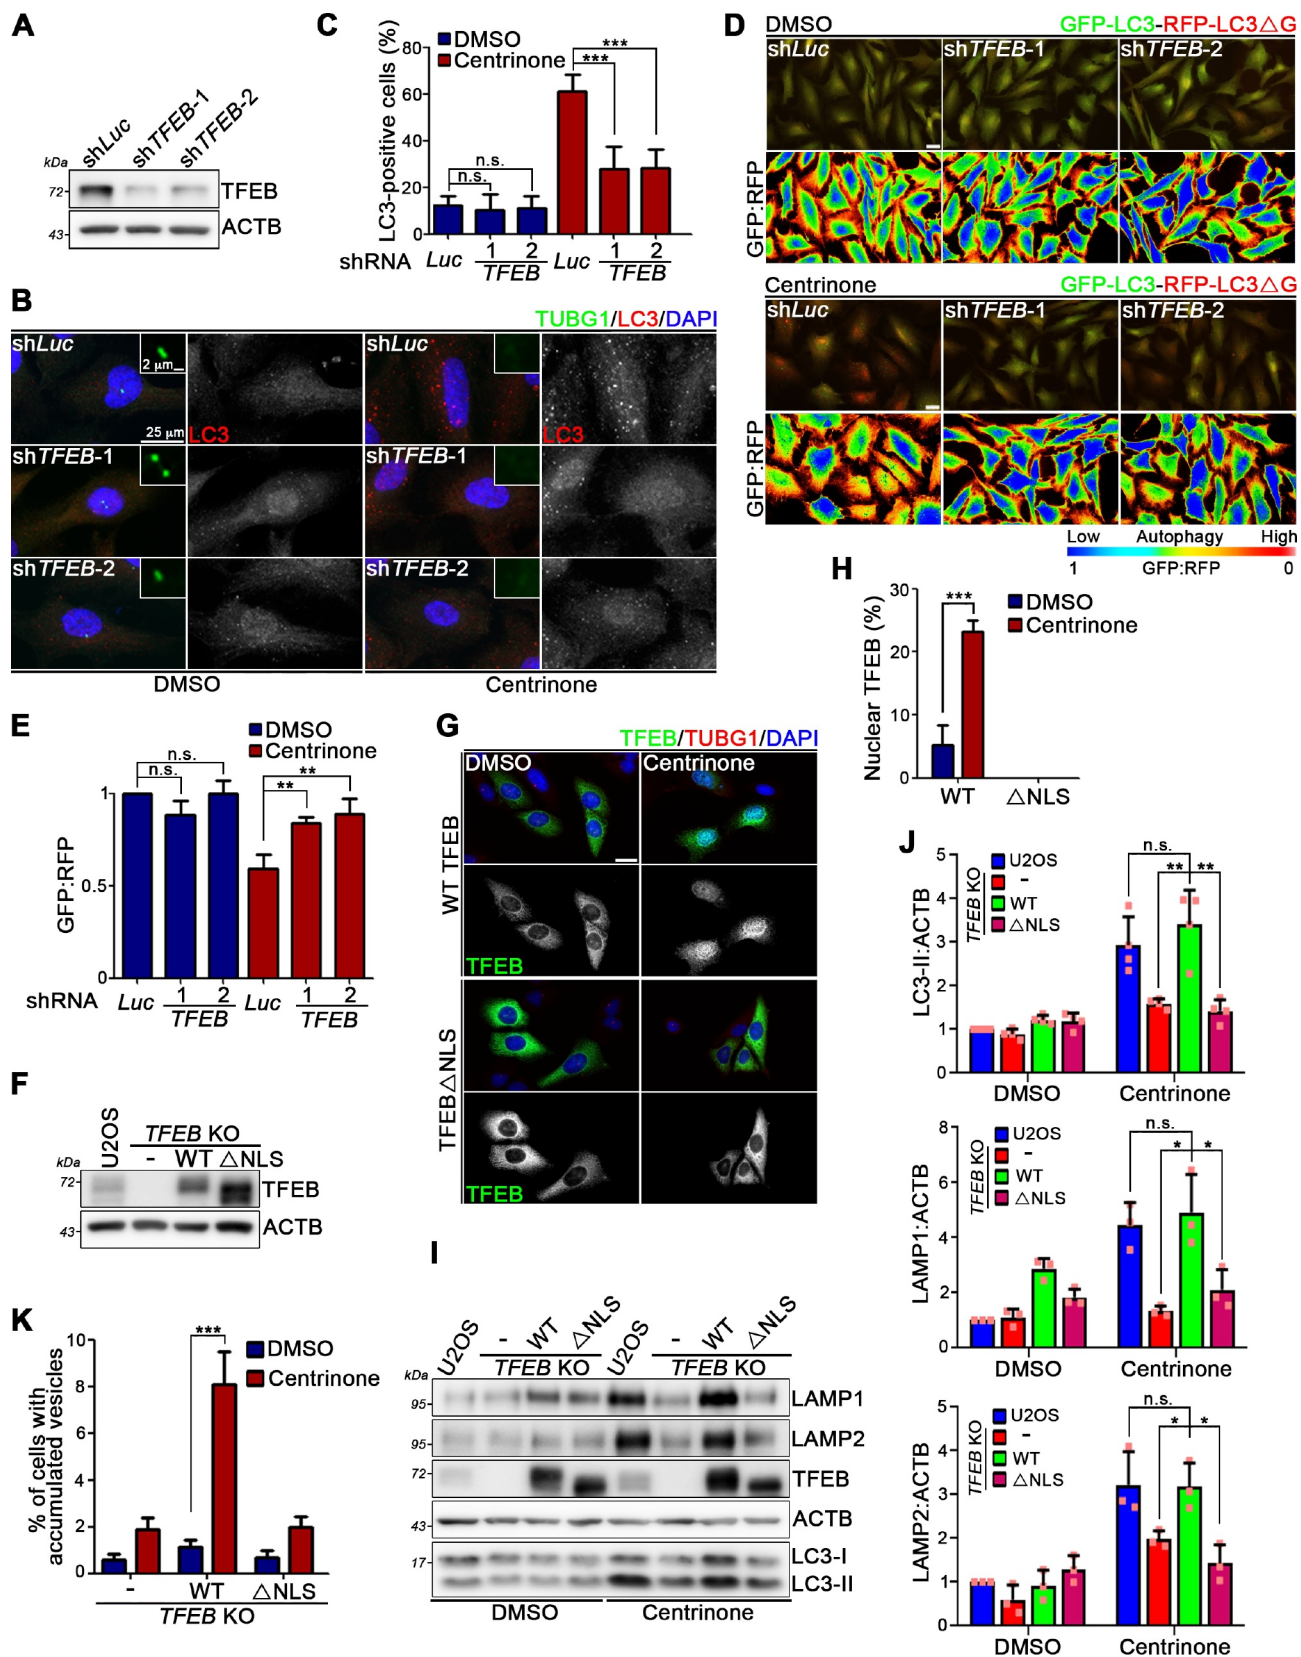 A
shLuc
shTFEB-1
shTFEB-2
kDa
72-
TFEB
43-
ACTB
C
LC3-positive cells (%)
80
60
40
20
0
DMSO
Centrinone
n.s.
n.s.
***
***
shRNA
Luc
1
2
TFEB
Luc
1
2
TFEB
D
DMSO
GFP-LC3-RFP-LC3△G
shLuc
shTFEB-1
shTFEB-2
GFP:RFP
Centrinone
GFP-LC3-RFP-LC3△G
shLuc
shTFEB-1
shTFEB-2
GFP:RFP
Low
Autophagy
High
1
GFP:RFP
0
B
TUBG1/LC3/DAPI
shLuc
2 μm
25 μm
LC3
shLuc
LC3
shTFEB-1
shTFEB-1
shTFEB-2
shTFEB-2
DMSO
Centrinone
H
Nuclear TFEB (%)
30
20
10
0
***
DMSO
Centrinone
WT
△NLS
E
GFP:RFP
1
0.5
0
DMSO
Centrinone
n.s.
n.s.
**
**
shRNA
Luc
1
2
TFEB
Luc
1
2
TFEB
G
TFEB/TUBG1/DAPI
DMSO
Centrinone
WT TFEB
TFEB
TFEB△NLS
TFEB
F
U2OS
TFEB KO
-
WT
△NLS
kDa
72-
TFEB
43-
ACTB
J
LC3-II:ACTB
5
4
3
2
1
0
U2OS
TFEB KO
-
WT
△NLS
n.s.
**
**
DMSO
Centrinone
LAMP1:ACTB
8
6
4
2
0
U2OS
TFEB KO
-
WT
△NLS
n.s.
*
*
DMSO
Centrinone
LAMP2:ACTB
5
4
3
2
1
0
U2OS
TFEB KO
-
WT
△NLS
n.s.
*
*
DMSO
Centrinone
I
U2OS
-
WT
△NLS
TFEB KO
U2OS
-
WT
△NLS
TFEB KO
kDa
95-
LAMP1
95-
LAMP2
72-
TFEB
43-
ACTB
17-
LC3-I
LC3-II
DMSO
Centrinone
K
% of cells with
accumulated vesicles
10
8
6
4
2
0
***
DMSO
Centrinone
-
WT
△NLS
TFEB KO